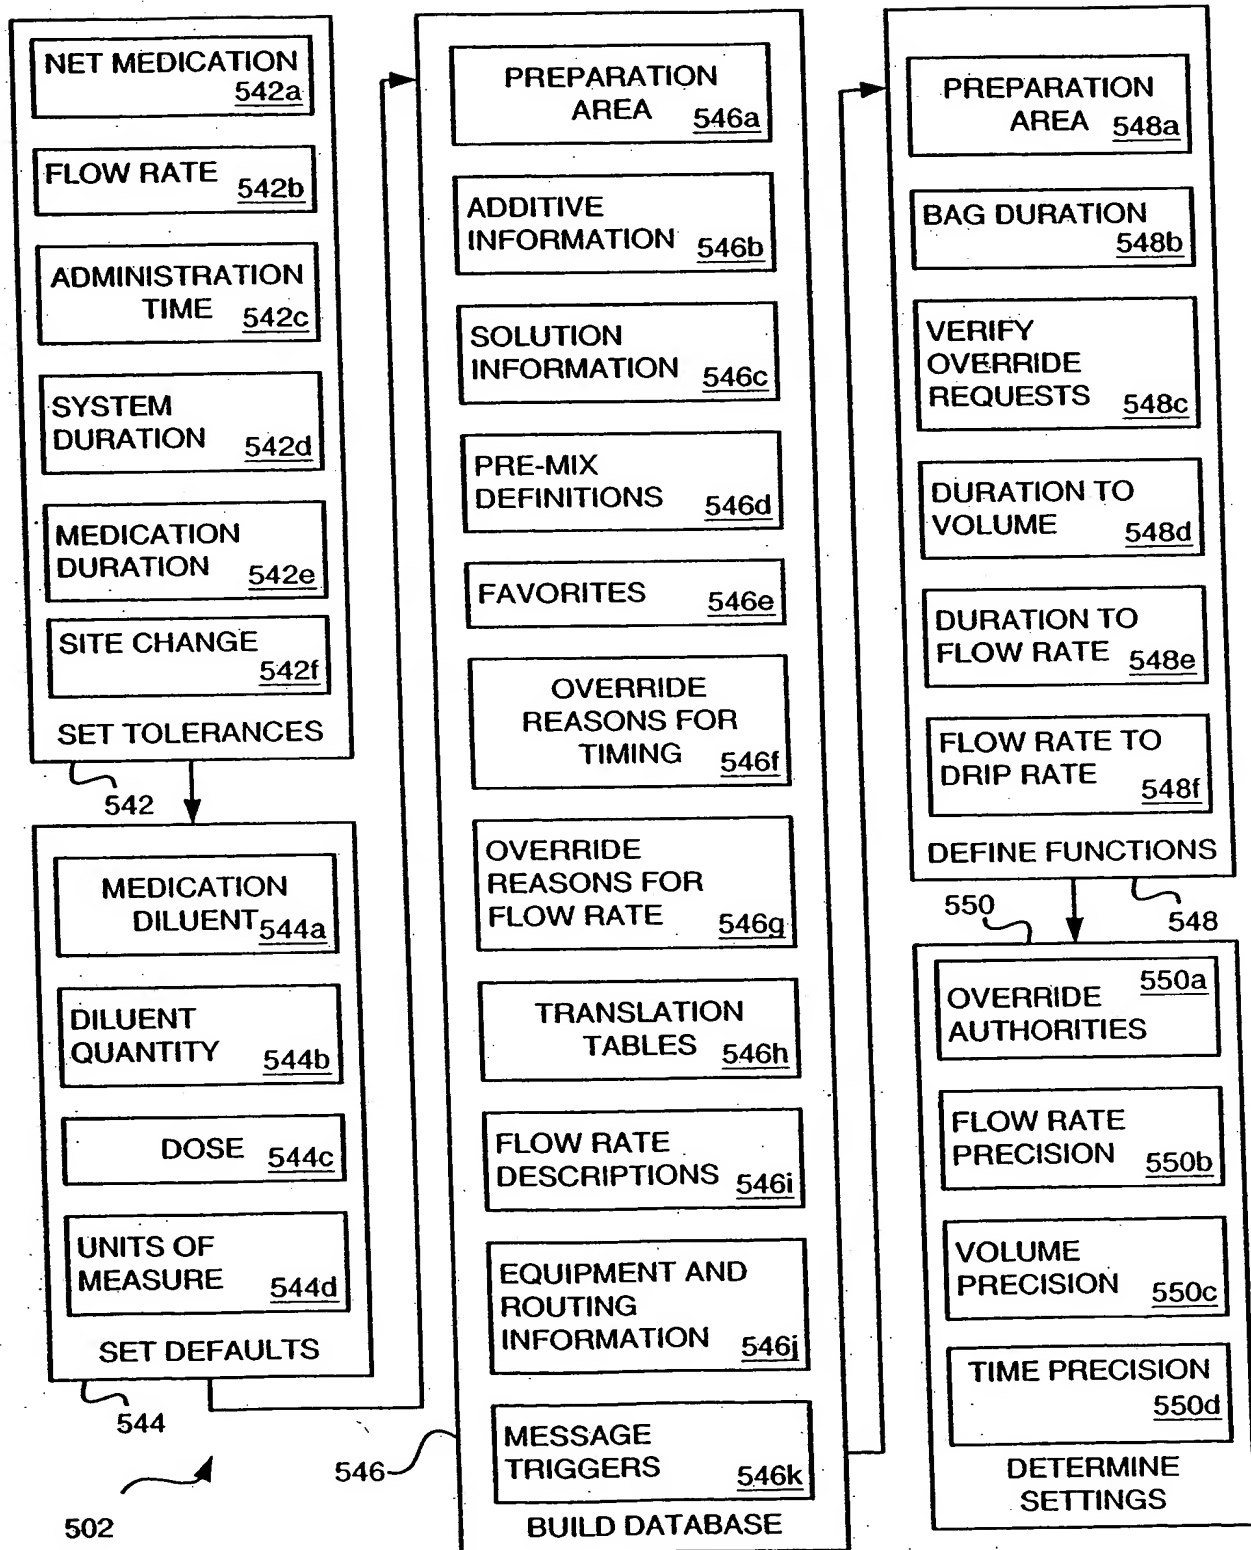 NET MEDICATION
542a
FLOW RATE 542b
ADMINISTRATION
TIME 542c
SYSTEM
DURATION 542d
MEDICATION
DURATION 542e
SITE CHANGE
542f
SET TOLERANCES
542
MEDICATION
DILUENT 544a
DILUENT
QUANTITY 544b
DOSE 544c
UNITS OF
MEASURE 544d
SET DEFAULTS
544
502
PREPARATION
AREA 546a
ADDITIVE
INFORMATION 546b
SOLUTION
INFORMATION 546c
PRE-MIX
DEFINITIONS 546d
FAVORITES 546e
OVERRIDE
REASONS FOR
TIMING 546f
OVERRIDE
REASONS FOR
FLOW RATE 546g
TRANSLATION
TABLES 546h
FLOW RATE
DESCRIPTIONS 546i
EQUIPMENT AND
ROUTING
INFORMATION 546j
MESSAGE
TRIGGERS 546k
BUILD DATABASE
546
PREPARATION
AREA 548a
BAG DURATION
548b
VERIFY
OVERRIDE
REQUESTS 548c
DURATION TO
VOLUME 548d
DURATION TO
FLOW RATE 548e
FLOW RATE TO
DRIP RATE 548f
DEFINE FUNCTIONS
548
550
550a
OVERRIDE
AUTHORITIES
FLOW RATE
PRECISION 550b
VOLUME
PRECISION 550c
TIME PRECISION
550d
DETERMINE
SETTINGS